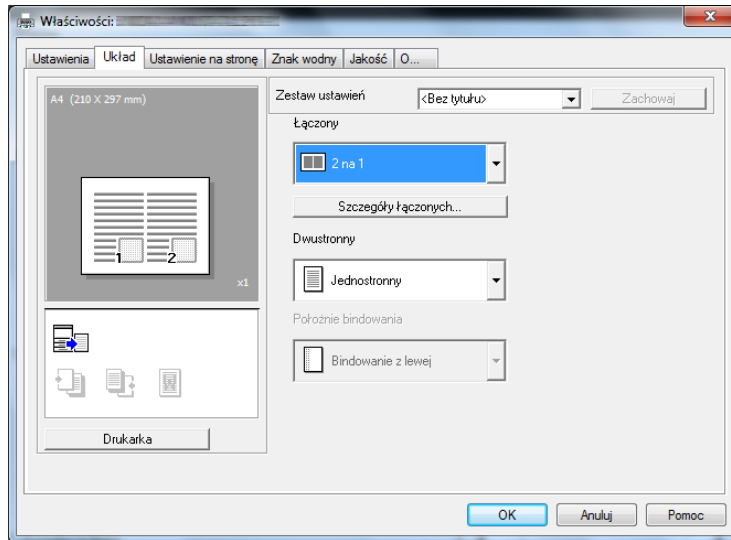 Właściwości:
Ustawienia Układ Ustawienie na stronę Znak wodny Jakość O...
A4 (210 X 297 mm)
Zestaw ustawień <Bez tytułu> Zachowaj
Łączony
2 na 1
Szczegóły łączonych...
Dwustronny
1 2
x1
Jednostronny
Położnie bindowania
Bindowanie z lewej
Drukarka
OK Anuluj Pomoc